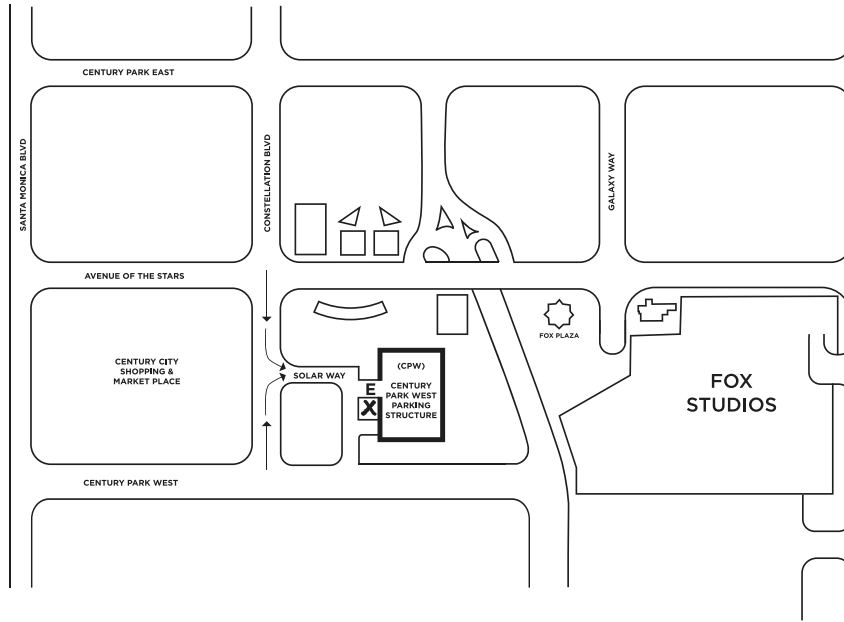 CENTURY PARK EAST
SANTA MONICA BLVD
CONSTELLATION BLVD
GALAXY WAY
AVENUE OF THE STARS
FOX PLAZA
CENTURY CITY
SHOPPING &
MARKET PLACE
SOLAR WAY
(CPW)
CENTURY
PARK WEST
PARKING
STRUCTURE
E
X
FOX
STUDIOS
CENTURY PARK WEST